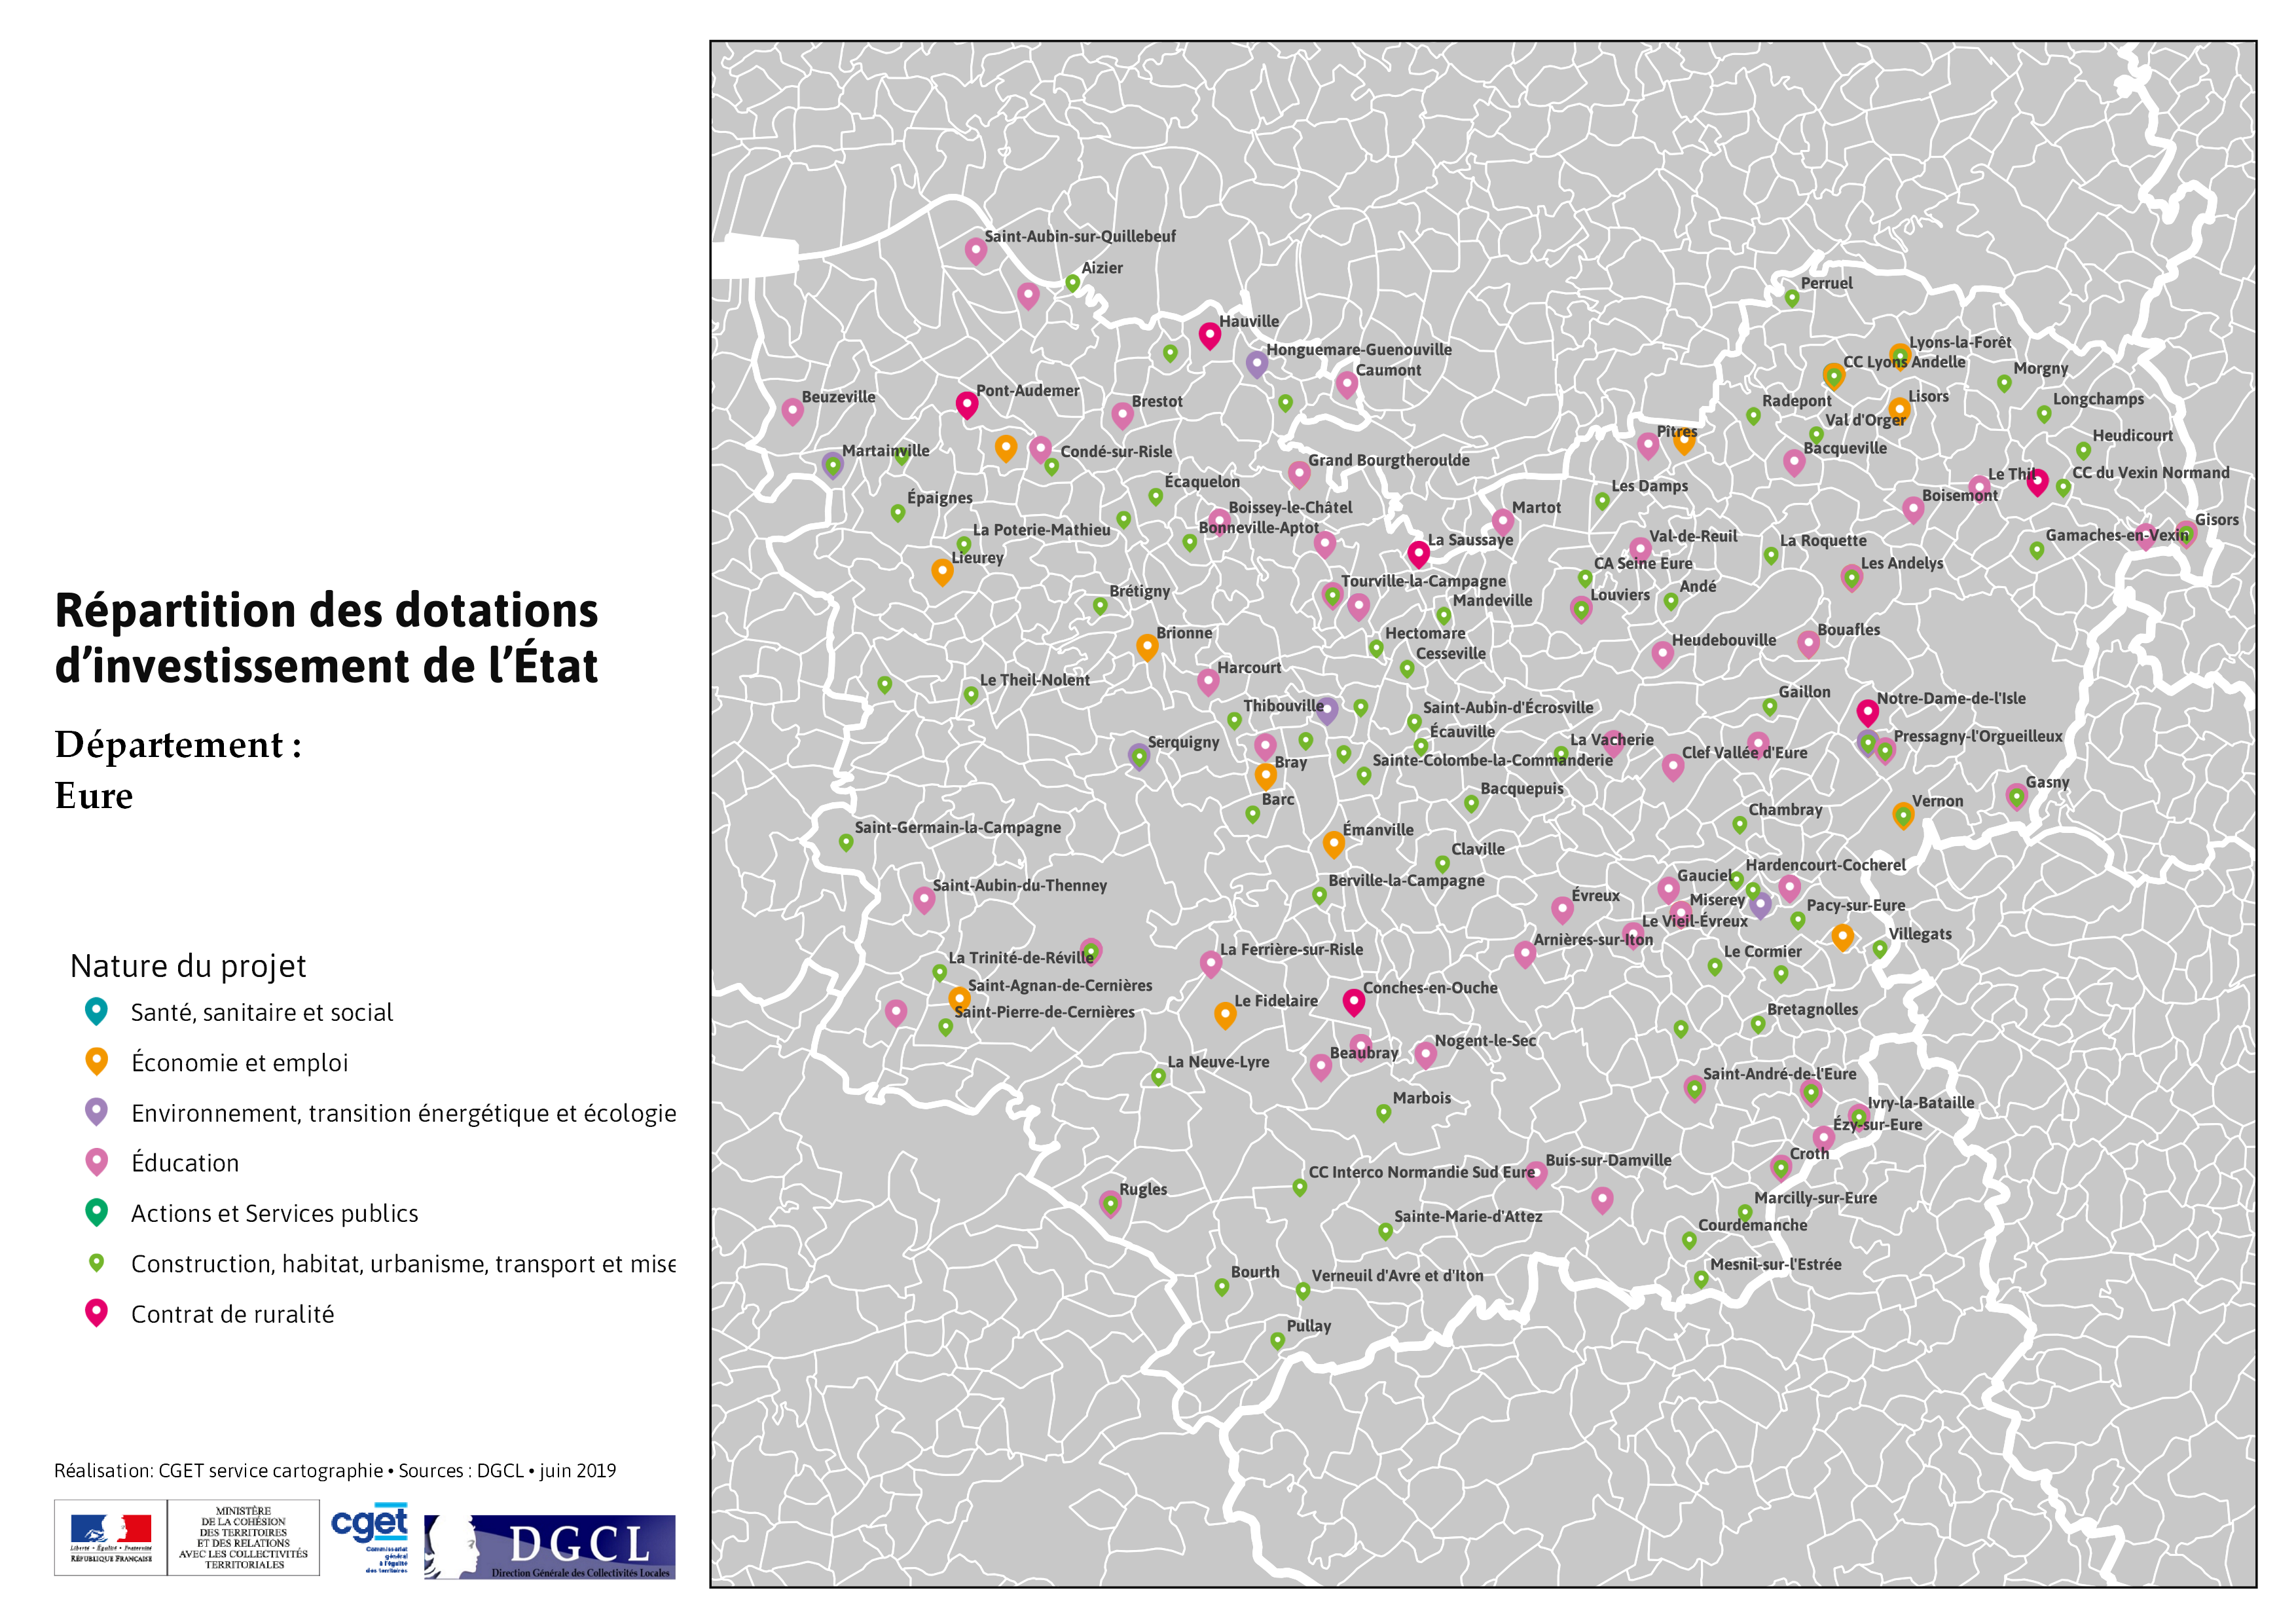 Répartition des dotations
d'investissement de l'État
Département :
Eure
Nature du projet
Santé, sanitaire et social
Économie et emploi
Environnement, transition énergétique et écologie
Éducation
Actions et Services publics
Construction, habitat, urbanisme, transport et mise
Contrat de ruralité
Réalisation: CGET service cartographie • Sources : DGCL • juin 2019
Liberté • Égalité • Fraternité
RÉPUBLIQUE FRANÇAISE
MINISTÈRE
DE LA COHÉSION
DES TERRITOIRES
ET DES RELATIONS
AVEC LES COLLECTIVITÉS
TERRITORIALES
cget
Commissariat
général
à l'égalité
des territoires
DGCL
Direction Générale des Collectivités Locales
Saint-Aubin-sur-Quillebeuf
Aizier
Perruel
Hauville
Honguemare-Guenouville
Lyons-la-Forêt
CC Lyons Andelle
Caumont
Morgny
Pont-Audemer
Beuzeville
Brestot
Lisors
Radepont
Longchamps
Val d'Orger
Pîtres
Heudicourt
Martainville
Condé-sur-Risle
Bacqueville
Grand Bourgtheroulde
Le Thil
CC du Vexin Normand
Écaquelon
Les Damps
Boisemont
Épaignes
Boissey-le-Châtel
Martot
Gisors
La Poterie-Mathieu
Bonneville-Aptot
La Saussaye
Val-de-Reuil
La Roquette
Gamaches-en-Vexin
Lieurey
CA Seine Eure
Les Andelys
Tourville-la-Campagne
Andé
Brétigny
Mandeville
Louviers
Brionne
Hectomare
Bouafles
Heudebouville
Cesseville
Harcourt
Le Theil-Nolent
Gaillon
Notre-Dame-de-l'Isle
Thibouville
Saint-Aubin-d'Écrosville
Écauville
Pressagny-l'Orgueilleux
Serquigny
La Vacherie
Clef Vallée d'Eure
Bray
Sainte-Colombe-la-Commanderie
Gasny
Bacquepuis
Barc
Vernon
Chambray
Saint-Germain-la-Campagne
Émanville
Claville
Hardencourt-Cocherel
Gauciel
Berville-la-Campagne
Saint-Aubin-du-Thenney
Évreux
Miserey
Pacy-sur-Eure
Le Vieil-Évreux
Villegats
Arnières-sur-Iton
La Ferrière-sur-Risle
Le Cormier
La Trinité-de-Réville
Saint-Agnan-de-Cernières
Conches-en-Ouche
Le Fidelaire
Saint-Pierre-de-Cernières
Bretagnolles
Nogent-le-Sec
Beaubray
La Neuve-Lyre
Saint-André-de-l'Eure
Marbois
Ivry-la-Bataille
Ézy-sur-Eure
Croth
Buis-sur-Damville
CC Interco Normandie Sud Eure
Rugles
Marcilly-sur-Eure
Sainte-Marie-d'Attez
Courdemanche
Mesnil-sur-l'Estrée
Bourth
Verneuil d'Avre et d'Iton
Pullay